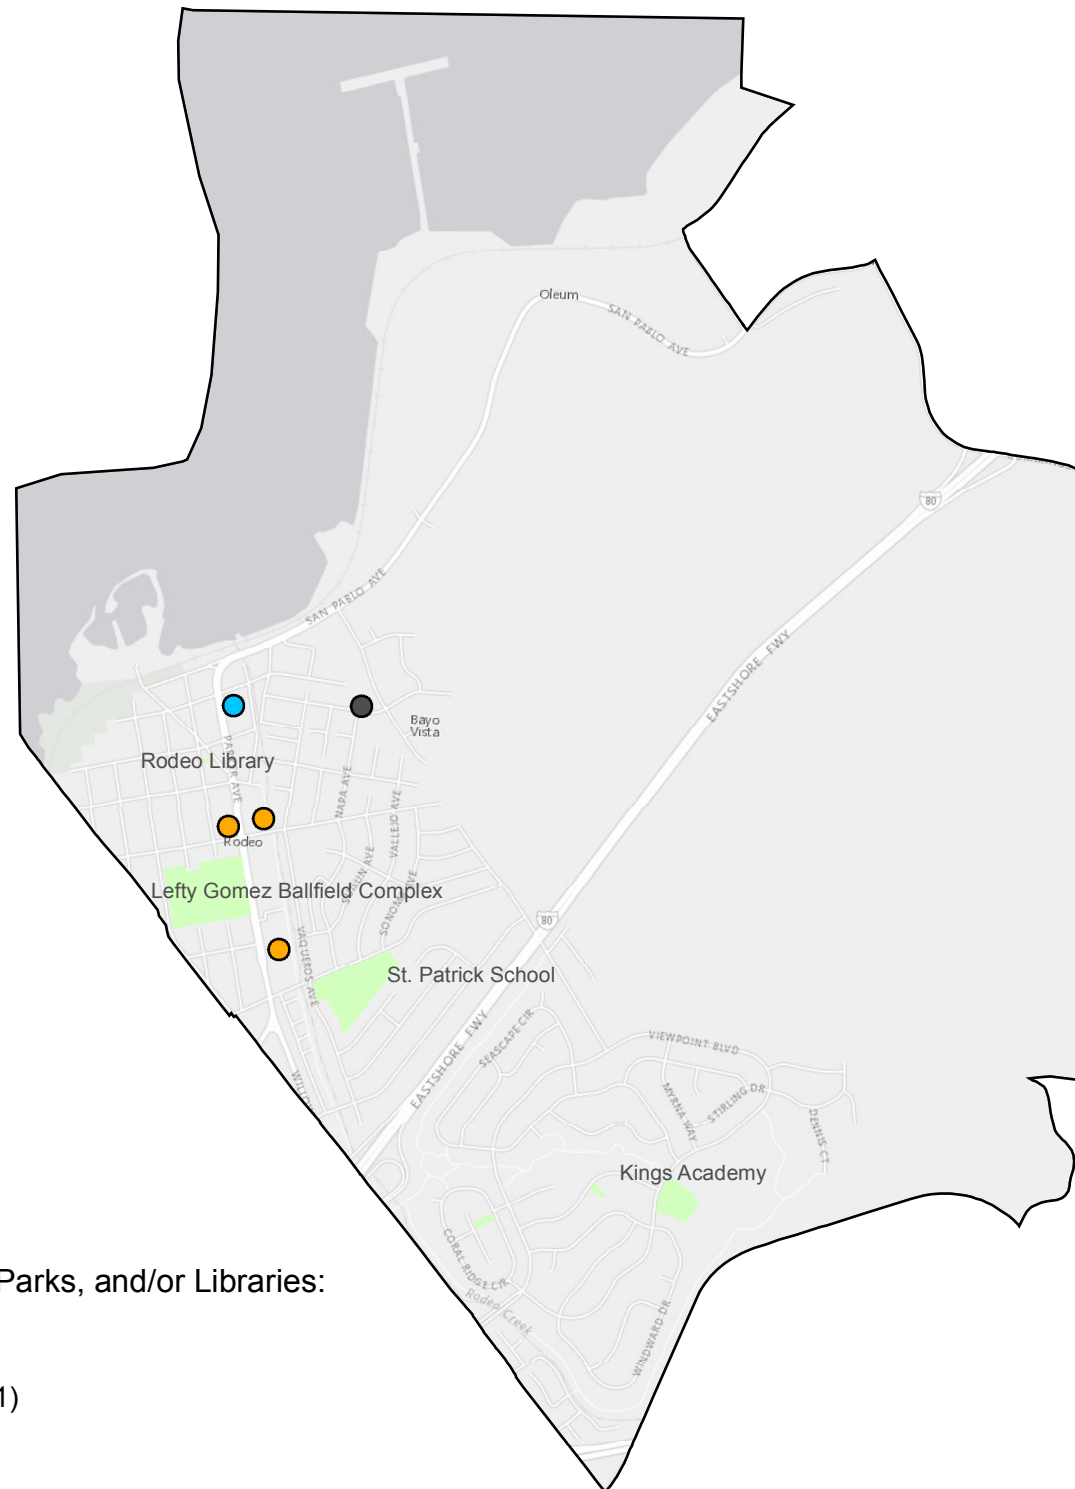 Oleum
SAN PABLO AVE
80
EASTSHORE FWY
SAN PABLO AVE
Bayo
Vista
Rodeo Library
PARKER AVE
NAPA AVE
VALLEJO AVE
Rodeo
Lefty Gomez Ballfield Complex
SONOMA AVE
80
VAQUEROS AVE
St. Patrick School
EASTSHORE FWY
SEASCAPE CIR
VIEWPOINT BLVD
MYRNA WAY
STIRLING DR
DENNIS CT
Kings Academy
CORAL RIDGE CIR
Rodeo Creek
WINDWARD DR
Parks, and/or Libraries:
1)